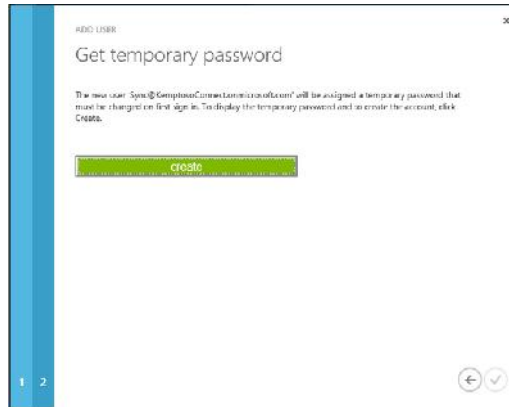 ADD USER
Get temporary password
The new user 'Sync@KemptosoConnect.onmicrosoft.com' will be assigned a temporary password that
must be changed on first sign in. To display the temporary password and to create the account, click
Create.
create
1 2